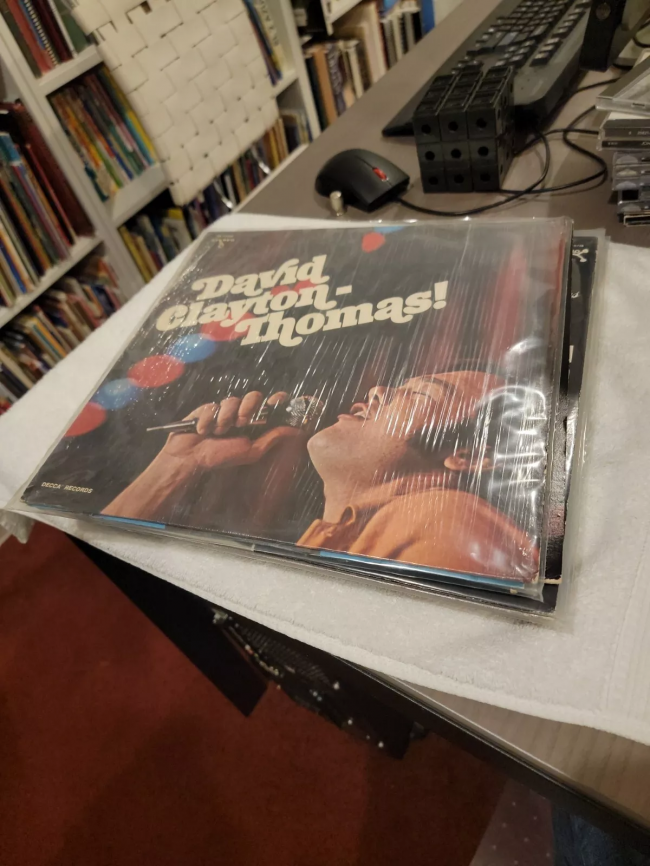 David
Clayton-
Thomas!
DECCA RECORDS